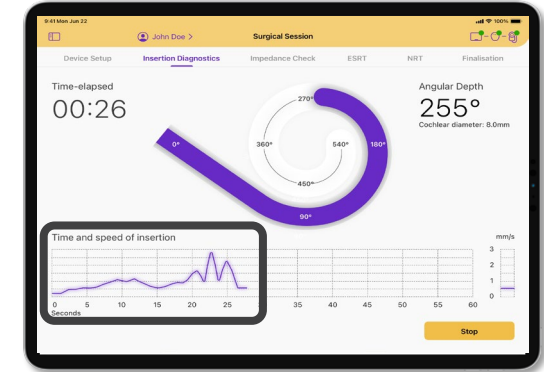 9:41 Mon Jun 22
100%
John Doe >
Surgical Session
Device Setup
Insertion Diagnostics
Impedance Check
ESRT
NRT
Finalisation
Time-elapsed
00:26
Angular Depth
255°
Cochlear diameter: 8.0mm
270°
0°
360°
540°
180°
450°
90°
Time and speed of insertion
mm/s
3
2
1
0
0 5 10 15 20 25 35 40 45 50 55 60
Seconds
Stop